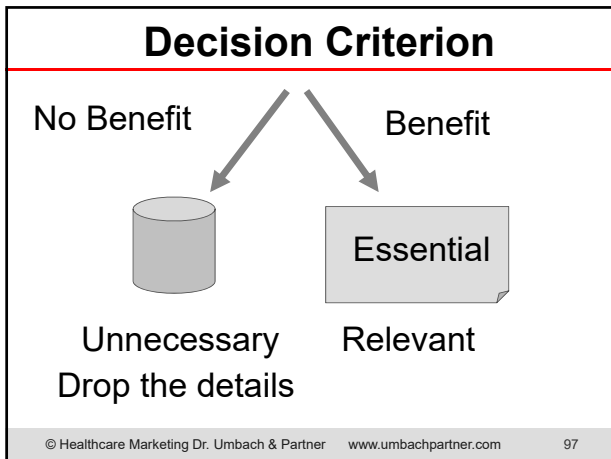 Decision Criterion
No Benefit
Benefit
Essential
Unnecessary
Relevant
Drop the details
© Healthcare Marketing Dr. Umbach & Partner www.umbachpartner.com 97